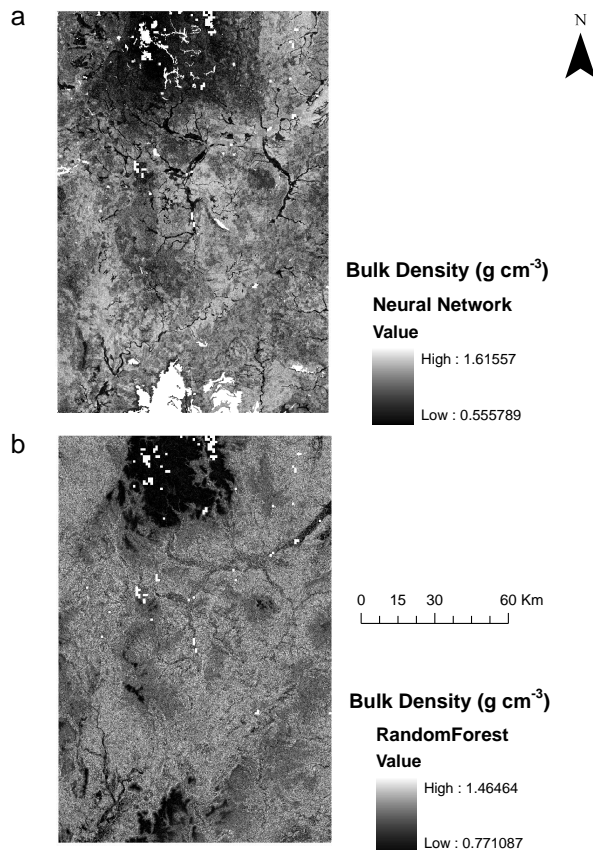 a
N
Bulk Density (g cm-3)
Neural Network
Value
High : 1.61557
Low : 0.555789
b
0 15 30 60 Km
Bulk Density (g cm-3)
RandomForest
Value
High : 1.46464
Low : 0.771087